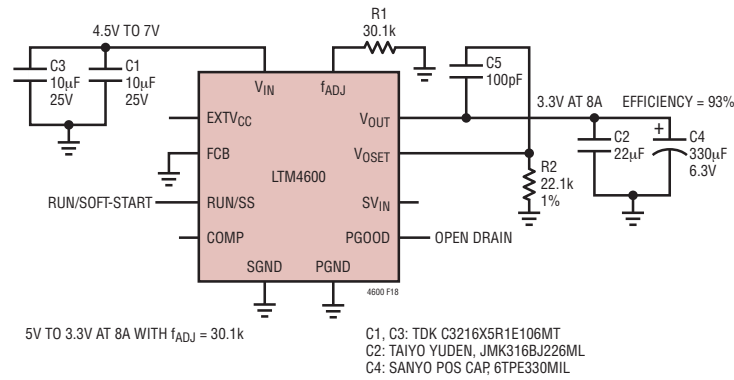 R1
30.1k
4.5V TO 7V
C3
10μF
25V
C1
10μF
25V
C5
100pF
VIN
fADJ
EXTVCC
VOUT
3.3V AT 8A
EFFICIENCY = 93%
FCB
VOSET
C2
22μF
+
C4
330μF
6.3V
LTM4600
R2
22.1k
1%
RUN/SOFT-START
RUN/SS
SVIN
COMP
PGOOD
OPEN DRAIN
SGND
PGND
4600 F18
5V TO 3.3V AT 8A WITH fADJ = 30.1k
C1, C3: TDK C3216X5R1E106MT
C2: TAIYO YUDEN, JMK316BJ226ML
C4: SANYO POS CAP, 6TPE330MIL